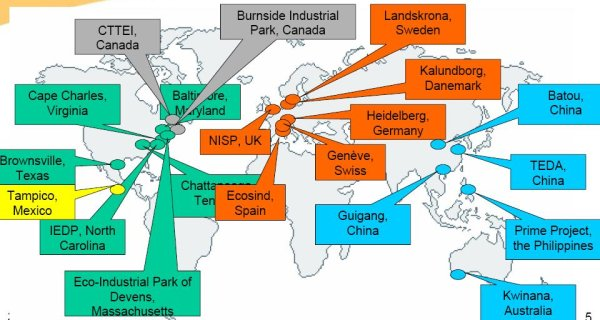 CTTEI,
Canada
Burnside Industrial
Park, Canada
Landskrona,
Sweden
Kalundborg,
Danemark
Cape Charles,
Virginia
Baltimore,
Maryland
Batou,
China
NISP, UK
Heidelberg,
Germany
Brownsville,
Texas
Genève,
Swiss
TEDA,
China
Tampico,
Mexico
Ecosind,
Spain
Guigang,
China
IEDP, North
Carolina
Prime Project,
the Philippines
Eco-Industrial Park of
Devens,
Massachusetts
Kwinana,
Australia
5